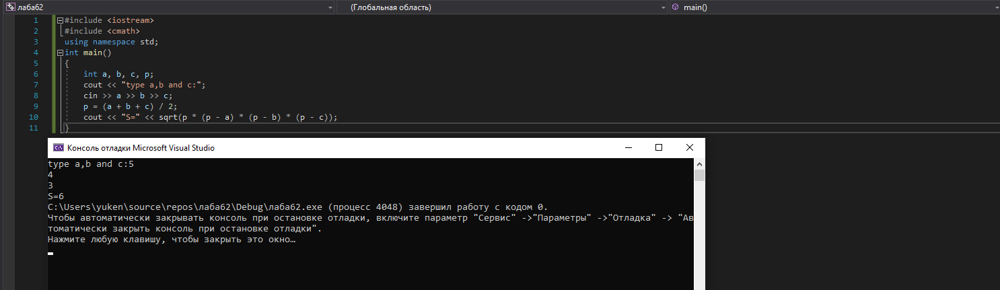 лаба62 (Глобальная область) main()
1 #include <iostream>
2 #include <cmath>
3 using namespace std;
4 int main()
5 {
6 int a, b, c, p;
7 cout << "type a,b and c:";
8 cin >> a >> b >> c;
9 p = (a + b + c) / 2;
10 cout << "S=" << sqrt(p * (p - a) * (p - b) * (p - c));
11 }
C:\ Консоль отладки Microsoft Visual Studio
type a,b and c:5
4
3
S=6
C:\Users\yuken\source\repos\лаба62\Debug\лаба62.exe (процесс 4048) завершил работу с кодом 0.
Чтобы автоматически закрывать консоль при остановке отладки, включите параметр "Сервис" ->"Параметры" ->"Отладка" -> "Ав
томатически закрыть консоль при остановке отладки".
Нажмите любую клавишу, чтобы закрыть это окно…